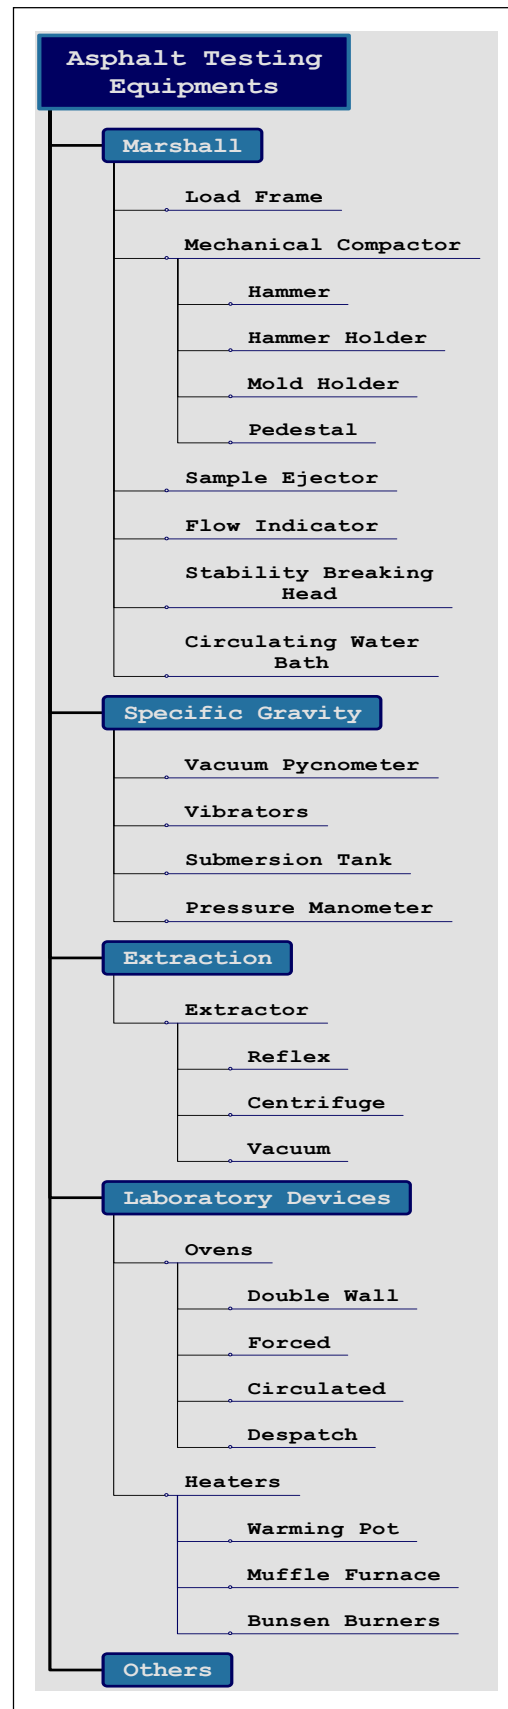 Asphalt Testing
Equipments
Marshall
Load Frame
Mechanical Compactor
Hammer
Hammer Holder
Mold Holder
Pedestal
Sample Ejector
Flow Indicator
Stability Breaking
Head
Circulating Water
Bath
Specific Gravity
Vacuum Pycnometer
Vibrators
Submersion Tank
Pressure Manometer
Extraction
Extractor
Reflex
Centrifuge
Vacuum
Laboratory Devices
Ovens
Double Wall
Forced
Circulated
Despatch
Heaters
Warming Pot
Muffle Furnace
Bunsen Burners
Others